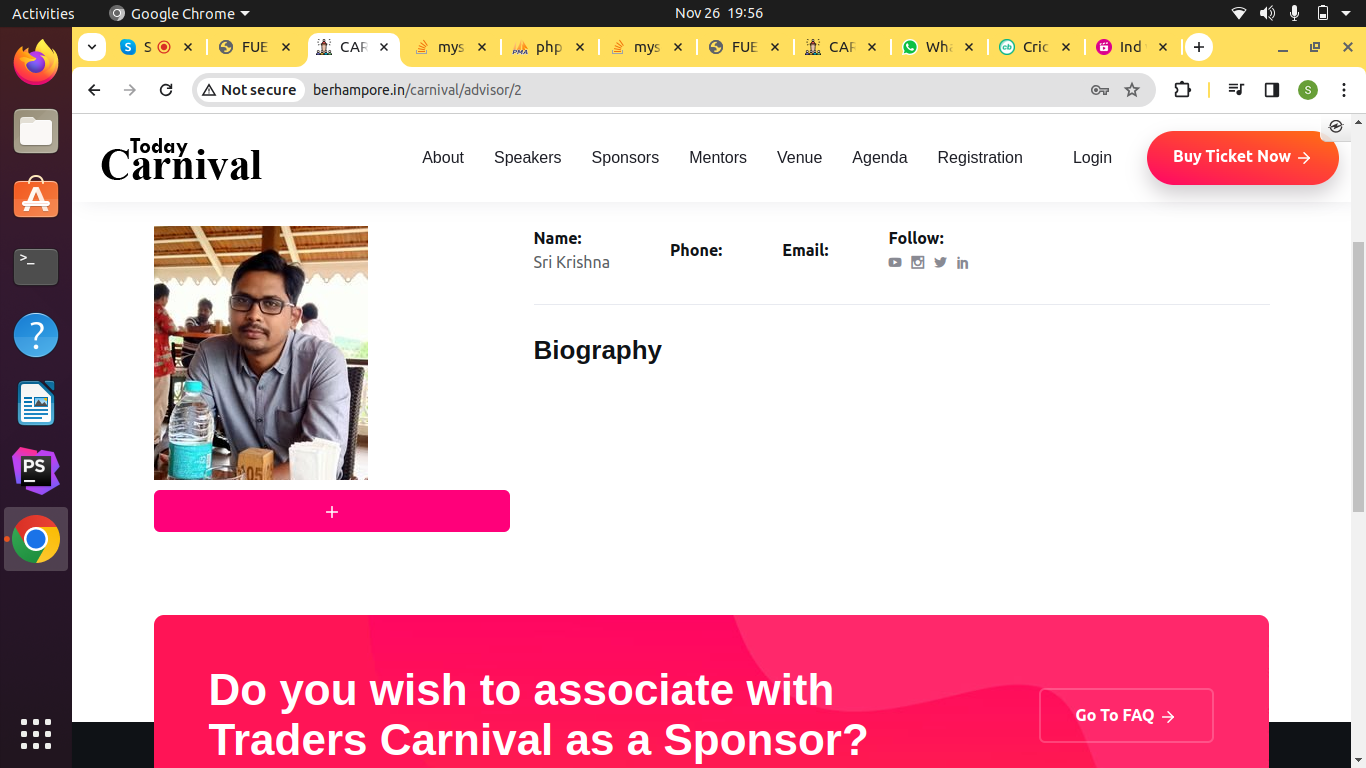 Activities Google Chrome Nov 26 19:56
S FUE CAR mys php mys FUE CAR Wha Cric Ind
Not secure berhampore.in/carnival/advisor/2 S
Today
Carnival
About Speakers Sponsors Mentors Venue Agenda Registration Login Buy Ticket Now →
Name: Phone: Email: Follow:
Sri Krishna
Biography
+
Do you wish to associate with
Traders Carnival as a Sponsor?
Go To FAQ →